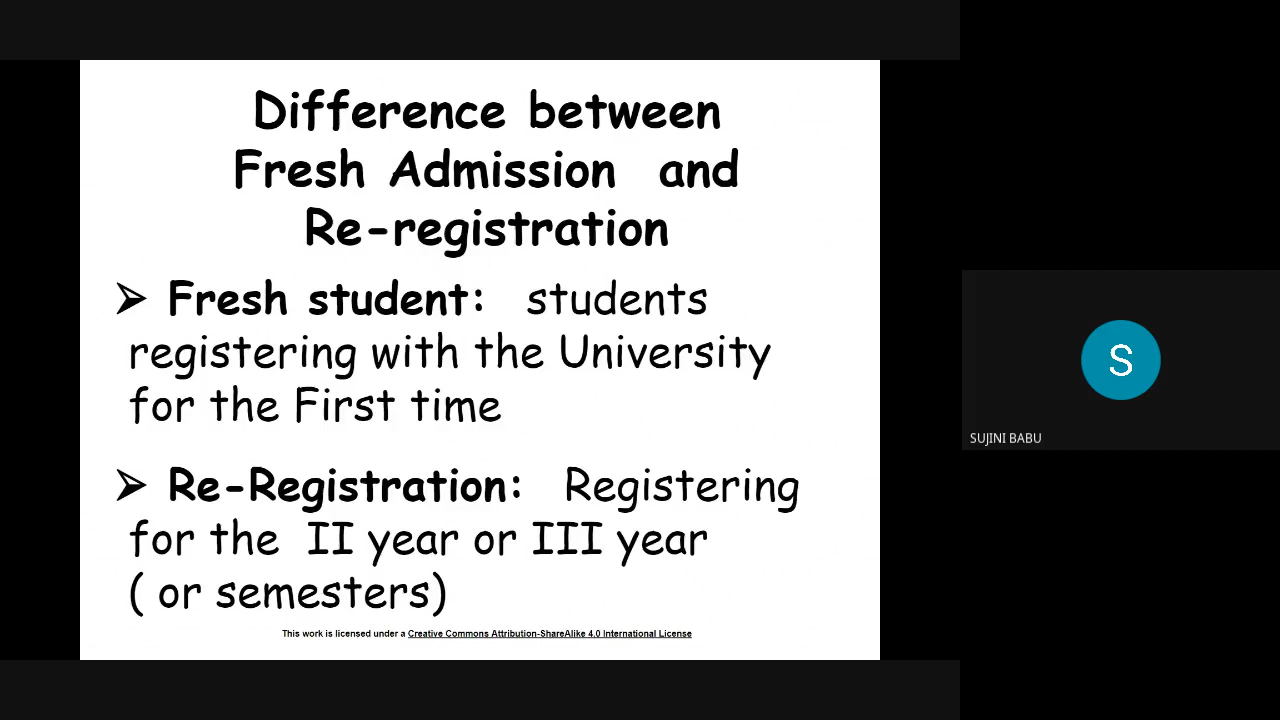 Difference between
Fresh Admission and
Re-registration
➢ Fresh student: students
registering with the University
for the First time
➢ Re-Registration: Registering
for the II year or III year
( or semesters)
This work is licensed under a Creative Commons Attribution-ShareAlike 4.0 International License
S
SUJINI BABU